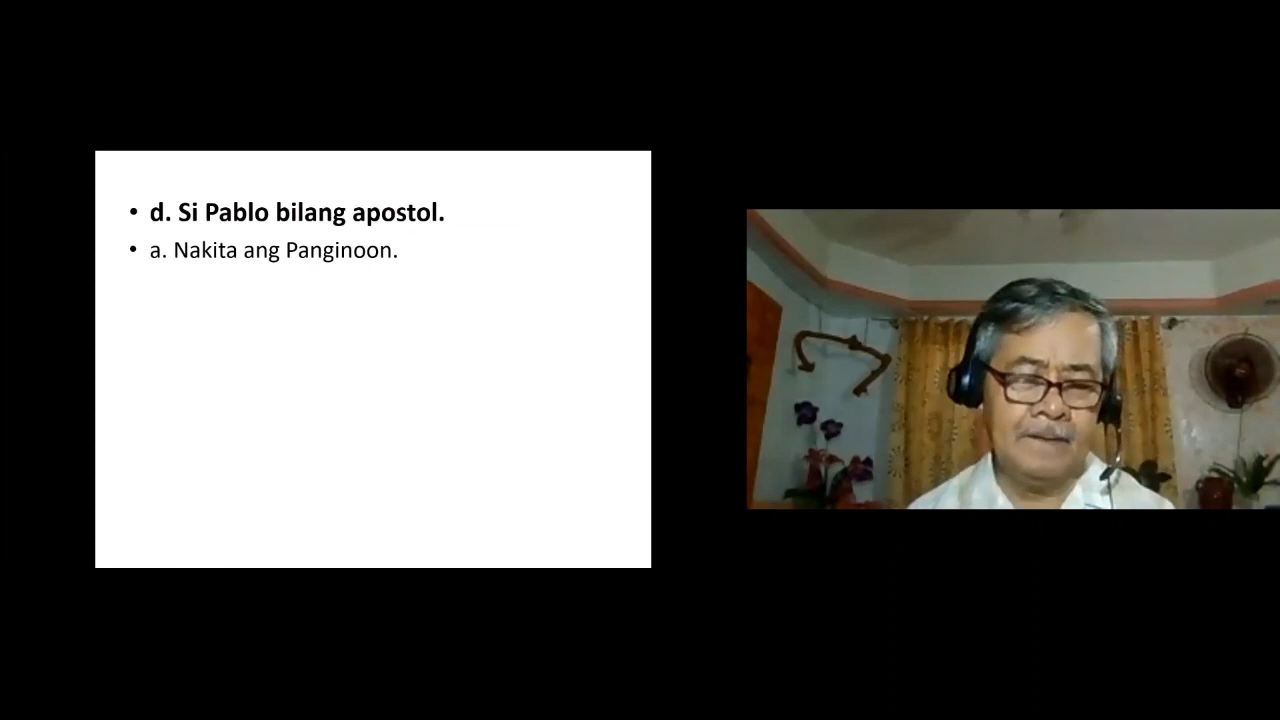 • d. Si Pablo bilang apostol.
• a. Nakita ang Panginoon.